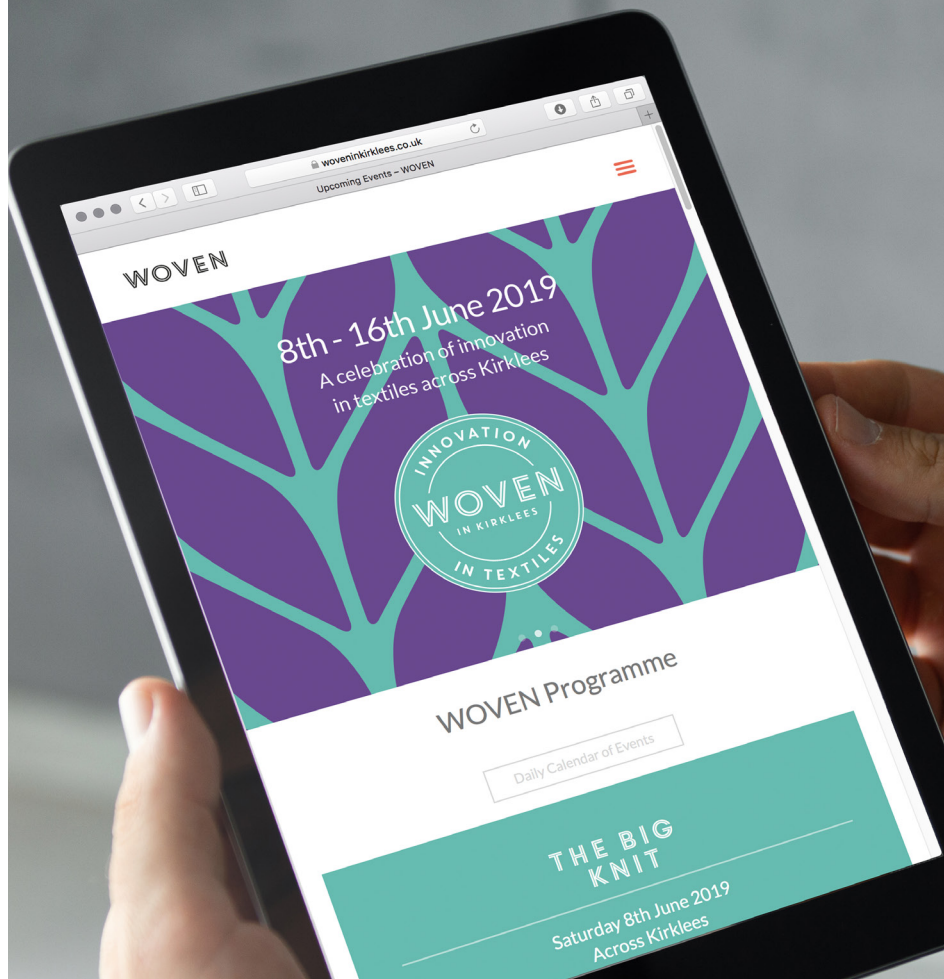 woveninkirklees.co.uk
Upcoming Events – WOVEN
WOVEN
8th - 16th June 2019
A celebration of innovation
in textiles across Kirklees
INNOVATION
WOVEN
IN KIRKLEES
IN TEXTILES
WOVEN Programme
Daily Calendar of Events
THE BIG
KNIT
Saturday 8th June 2019
Across Kirklees